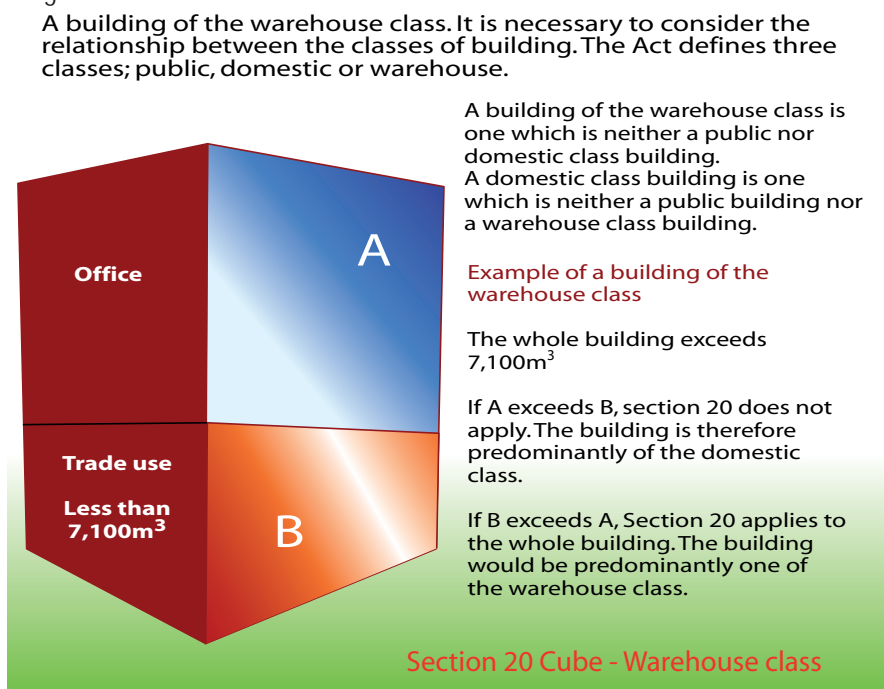 A building of the warehouse class. It is necessary to consider the
relationship between the classes of building. The Act defines three
classes; public, domestic or warehouse.
A building of the warehouse class is
one which is neither a public nor
domestic class building.
A domestic class building is one
which is neither a public building nor
a warehouse class building.
Office
A
Example of a building of the
warehouse class
The whole building exceeds
7,100m³
If A exceeds B, section 20 does not
apply. The building is therefore
predominantly of the domestic
class.
Trade use
Less than
7,100m³
B
If B exceeds A, Section 20 applies to
the whole building. The building
would be predominantly one of
the warehouse class.
Section 20 Cube - Warehouse class